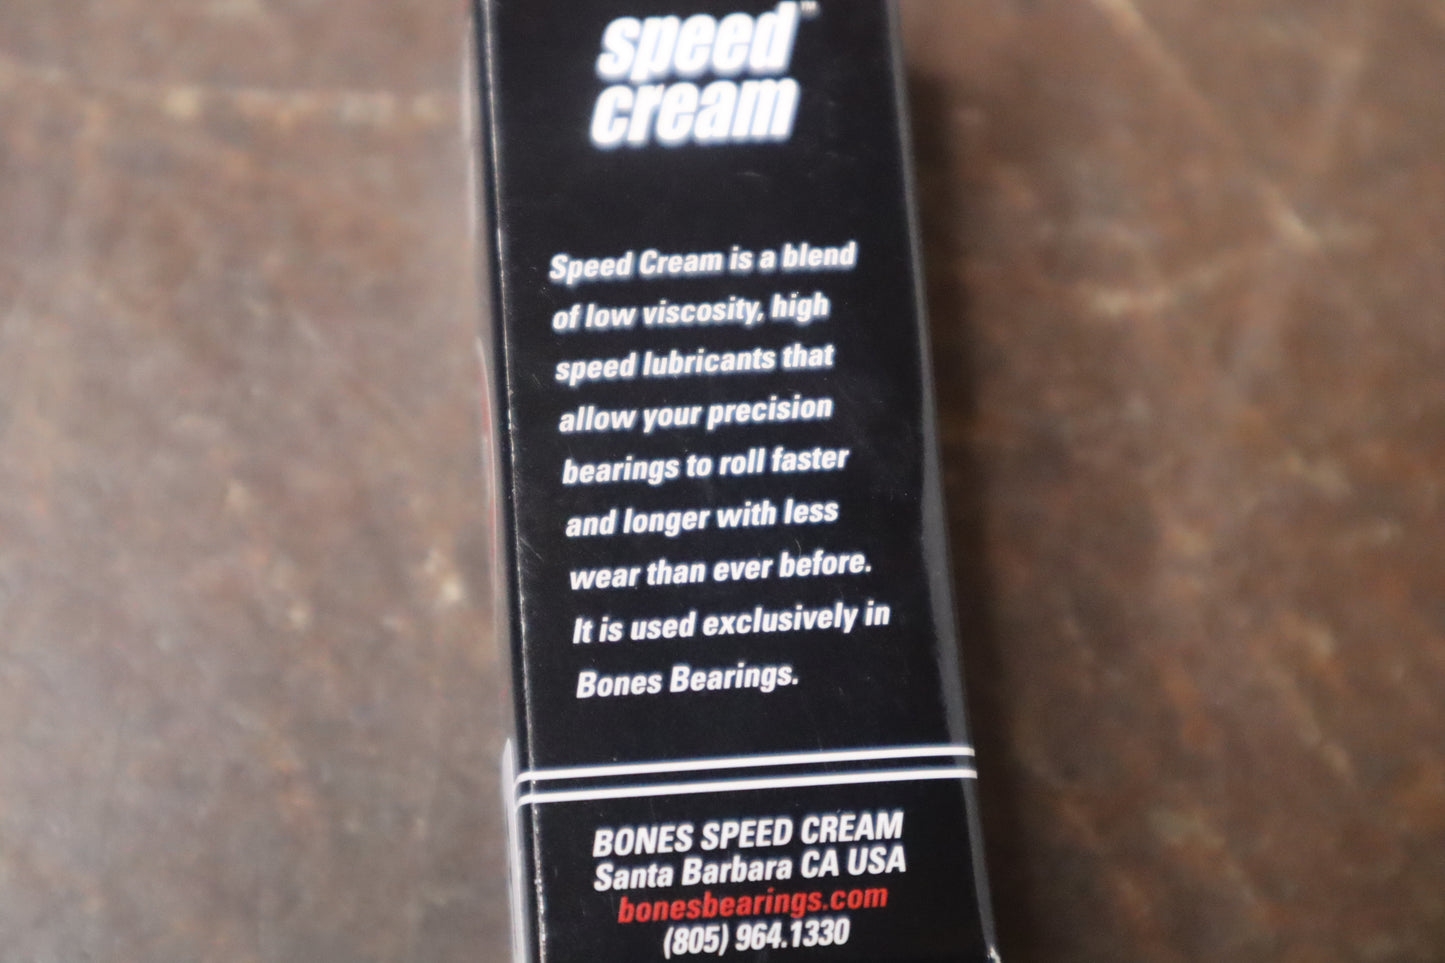 speed™
cream
Speed Cream is a blend
of low viscosity, high
speed lubricants that
allow your precision
bearings to roll faster
and longer with less
wear than ever before.
It is used exclusively in
Bones Bearings.
BONES SPEED CREAM
Santa Barbara CA USA
bonesbearings.com
(805) 964.1330